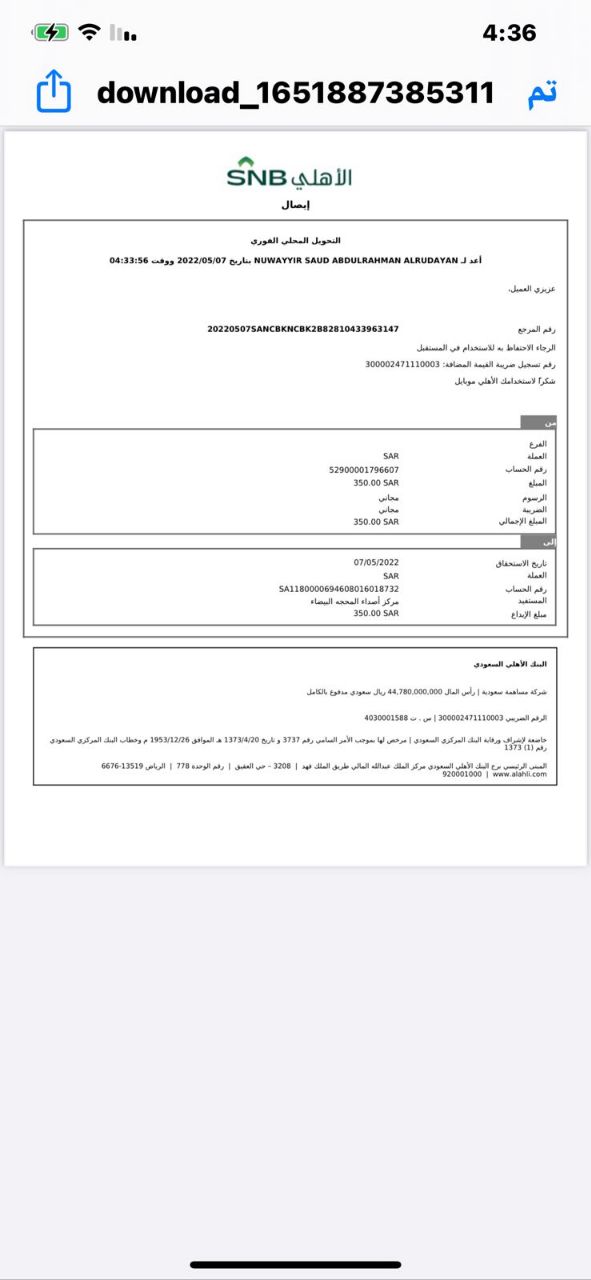 4:36
download_1651887385311
تم
الأهلي SNB
إيصال
التحويل المحلي الفوري
أعد لـ NUWAYYIR SAUD ABDULRAHMAN ALRUDAYAN بتاريخ 2022/05/07 ووقت 04:33:56
عزيزي العميل،
رقم المرجع 20220507SANCBKNCBK2B82810433963147
الرجاء الاحتفاظ به للاستخدام في المستقبل
رقم تسجيل ضريبة القيمة المضافة: 300002471110003
شكراً لاستخدامك الأهلي موبايل
من
الفرع
العملة SAR
رقم الحساب 52900001796607
المبلغ 350.00 SAR
الرسوم مجاني
الضريبة مجاني
المبلغ الإجمالي 350.00 SAR
إلى
تاريخ الاستحقاق 07/05/2022
العملة SAR
رقم الحساب SA1180000694608016018732
المستفيد مركز أصداء المحجه البيضاء
مبلغ الإيداع 350.00 SAR
البنك الأهلي السعودي
شركة مساهمة سعودية | رأس المال 44,780,000,000 ريال سعودي مدفوع بالكامل
الرقم الضريبي 300002471110003 | س . ت 4030001588
خاضعة لإشراف ورقابة البنك المركزي السعودي | مرخص لها بموجب الأمر السامي رقم 3737 و تاريخ 1373/4/20 هـ الموافق 1953/12/26 م وخطاب البنك المركزي السعودي
رقم (1) 1373
المبنى الرئيسي برج البنك الأهلي السعودي مركز الملك عبدالله المالي طريق الملك فهد | 3208 - حي العقيق | رقم الوحده 778 | الرياض 13519-6676
920001000 | www.alahli.com